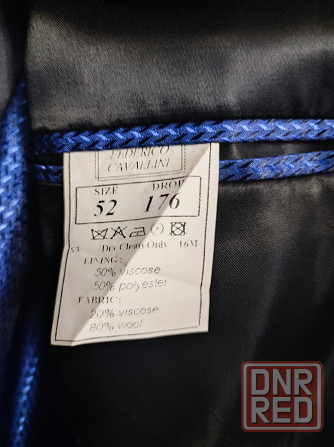 FEDERICO
CAVALLINI
SIZE DROP
52 176
Dry Clean Only 16M
LINING:
50% viscose
50% polyester
FABRIC:
20% viscose
80% wool
DNR
RED